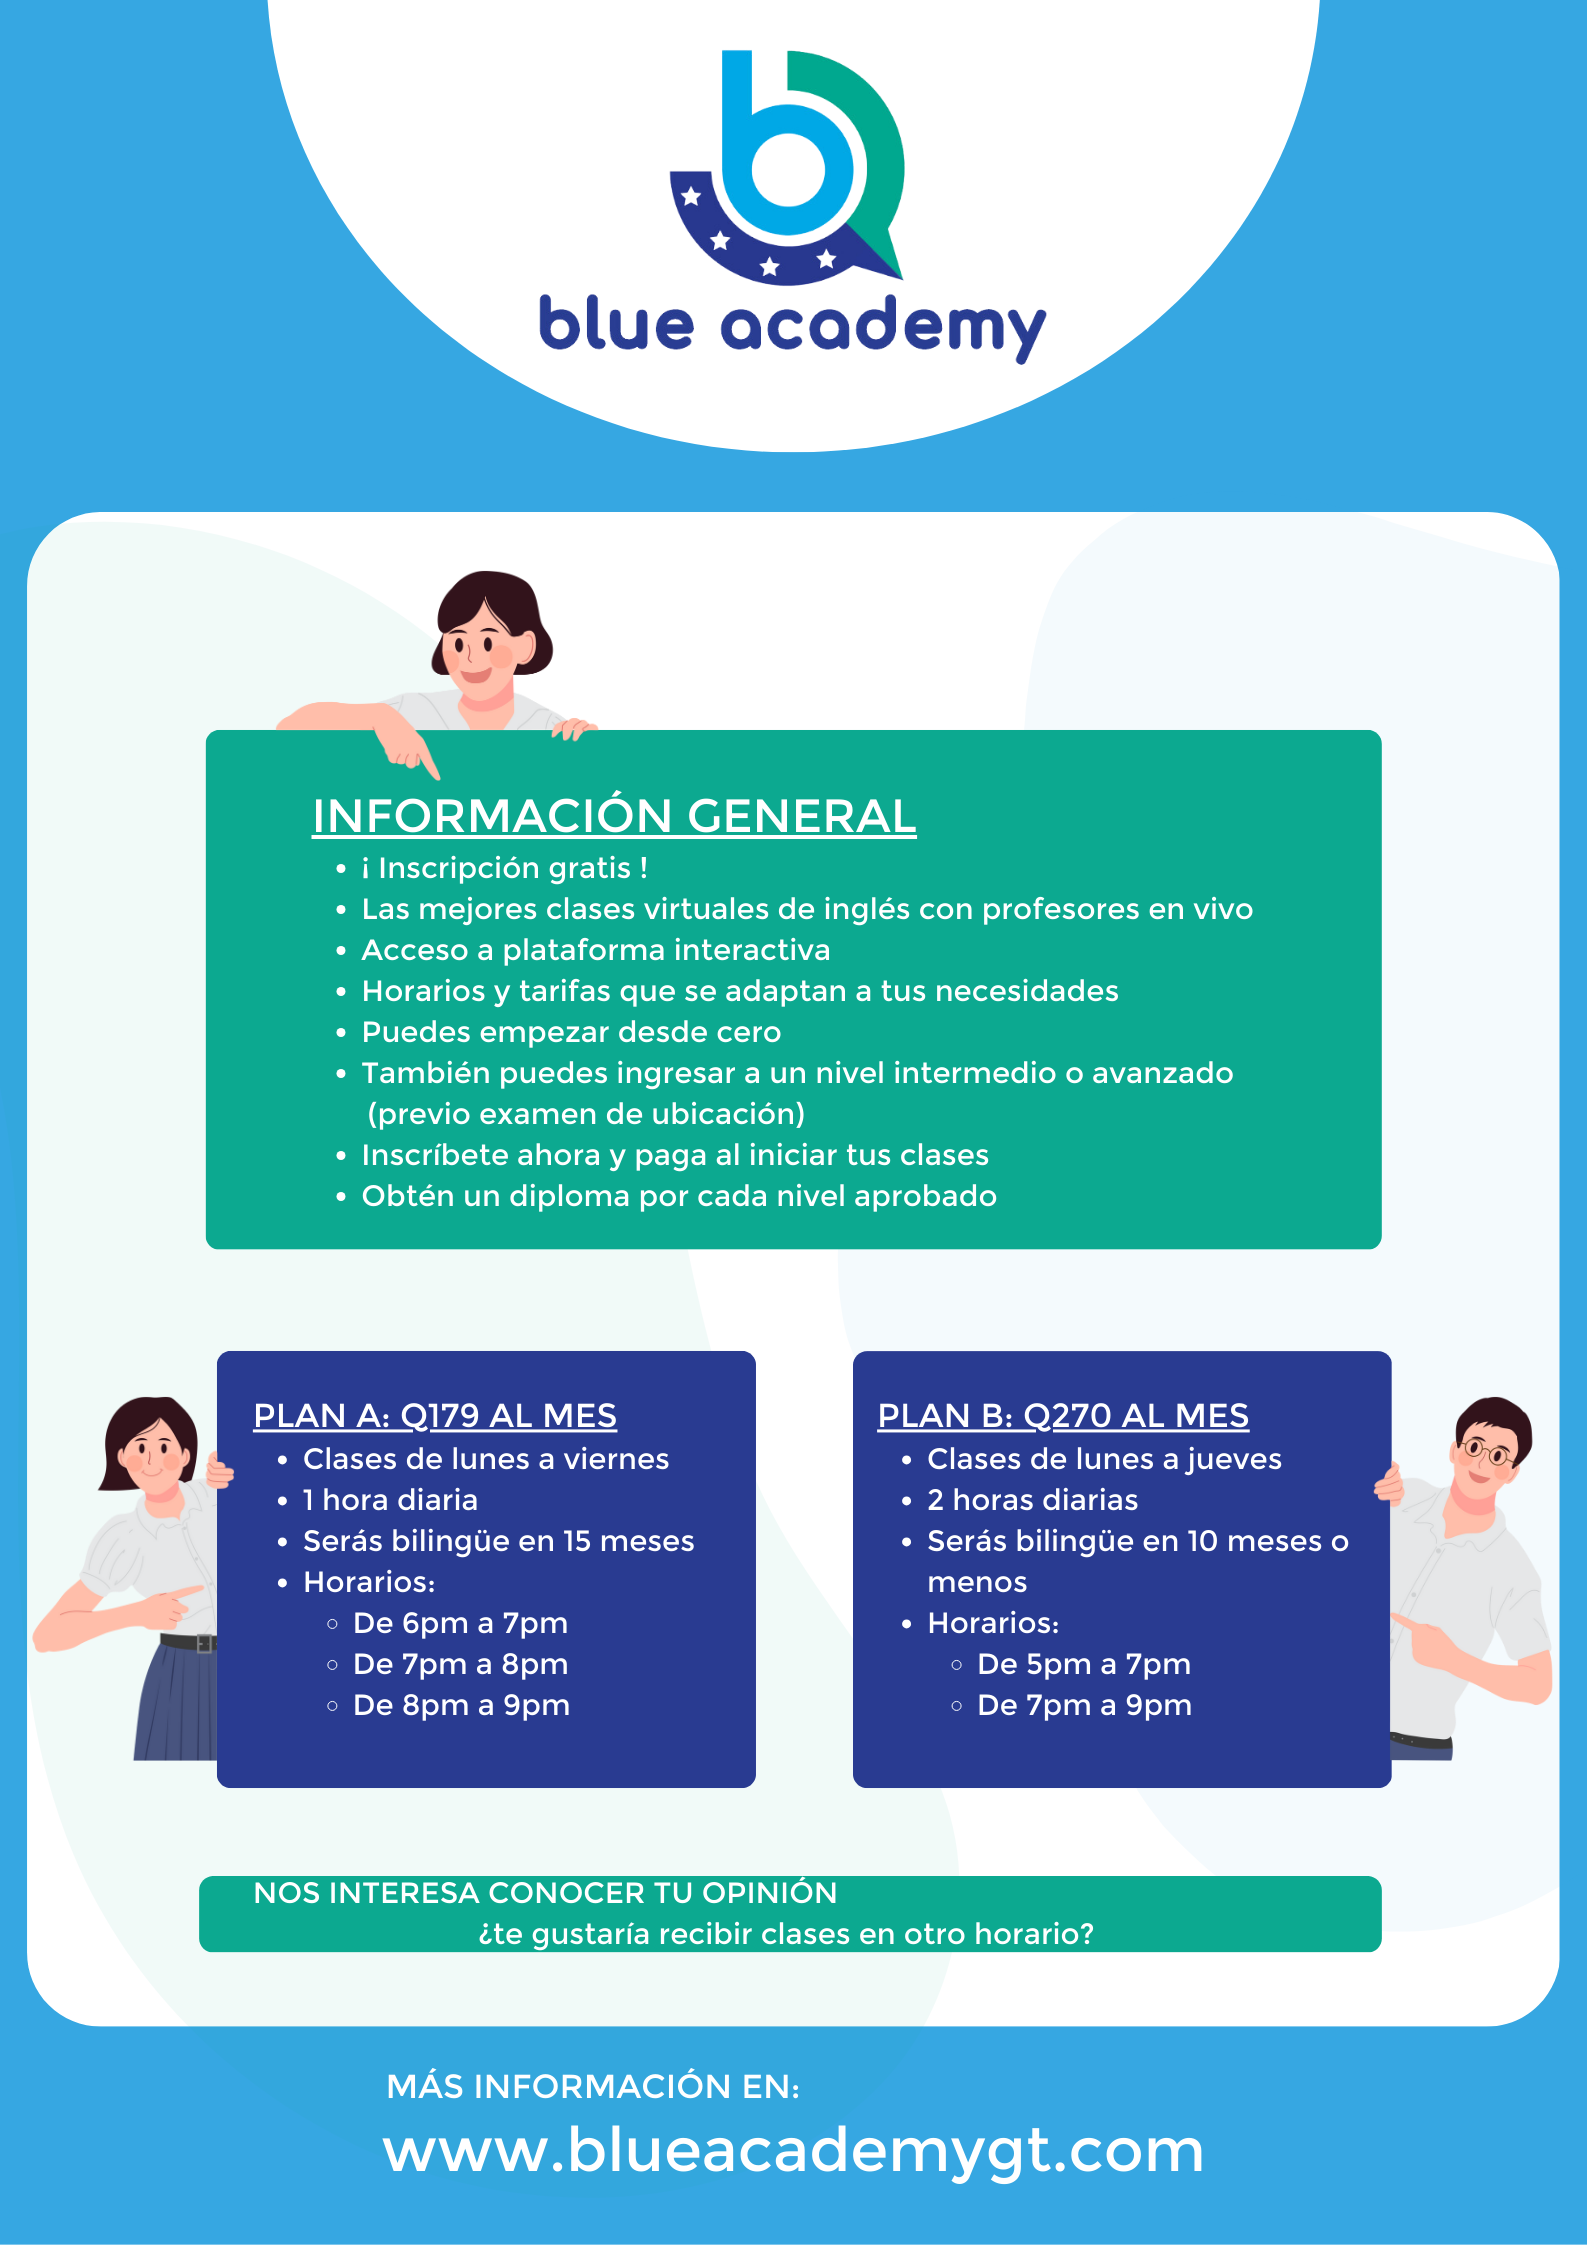 blue academy
INFORMACIÓN GENERAL
• ¡ Inscripción gratis !
• Las mejores clases virtuales de inglés con profesores en vivo
• Acceso a plataforma interactiva
• Horarios y tarifas que se adaptan a tus necesidades
• Puedes empezar desde cero
• También puedes ingresar a un nivel intermedio o avanzado
(previo examen de ubicación)
• Inscríbete ahora y paga al iniciar tus clases
• Obtén un diploma por cada nivel aprobado
PLAN A: Q179 AL MES
• Clases de lunes a viernes
• 1 hora diaria
• Serás bilingüe en 15 meses
• Horarios:
◦ De 6pm a 7pm
◦ De 7pm a 8pm
◦ De 8pm a 9pm
PLAN B: Q270 AL MES
• Clases de lunes a jueves
• 2 horas diarias
• Serás bilingüe en 10 meses o
menos
• Horarios:
◦ De 5pm a 7pm
◦ De 7pm a 9pm
NOS INTERESA CONOCER TU OPINIÓN
¿te gustaría recibir clases en otro horario?
MÁS INFORMACIÓN EN:
www.blueacademygt.com